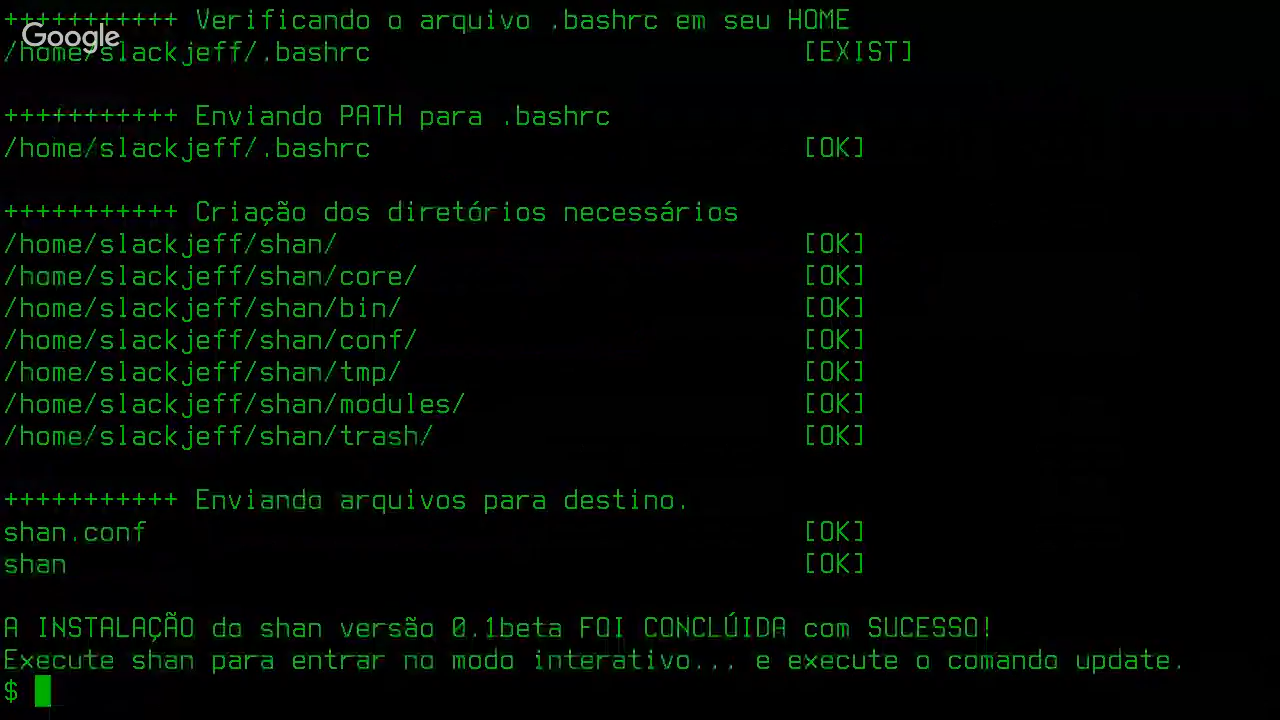 +++++++++++ Verificando o arquivo .bashrc em seu HOME
Google
/home/slackjeff/.bashrc [EXIST]
+++++++++++ Enviando PATH para .bashrc
/home/slackjeff/.bashrc [OK]
+++++++++++ Criação dos diretórios necessários
/home/slackjeff/shan/ [OK]
/home/slackjeff/shan/core/ [OK]
/home/slackjeff/shan/bin/ [OK]
/home/slackjeff/shan/conf/ [OK]
/home/slackjeff/shan/tmp/ [OK]
/home/slackjeff/shan/modules/ [OK]
/home/slackjeff/shan/trash/ [OK]
+++++++++++ Enviando arquivos para destino.
shan.conf [OK]
shan [OK]
A INSTALAÇÃO do shan versão 0.1beta FOI CONCLÚIDA com SUCESSO!
Execute shan para entrar no modo interativo... e execute o comando update.
$